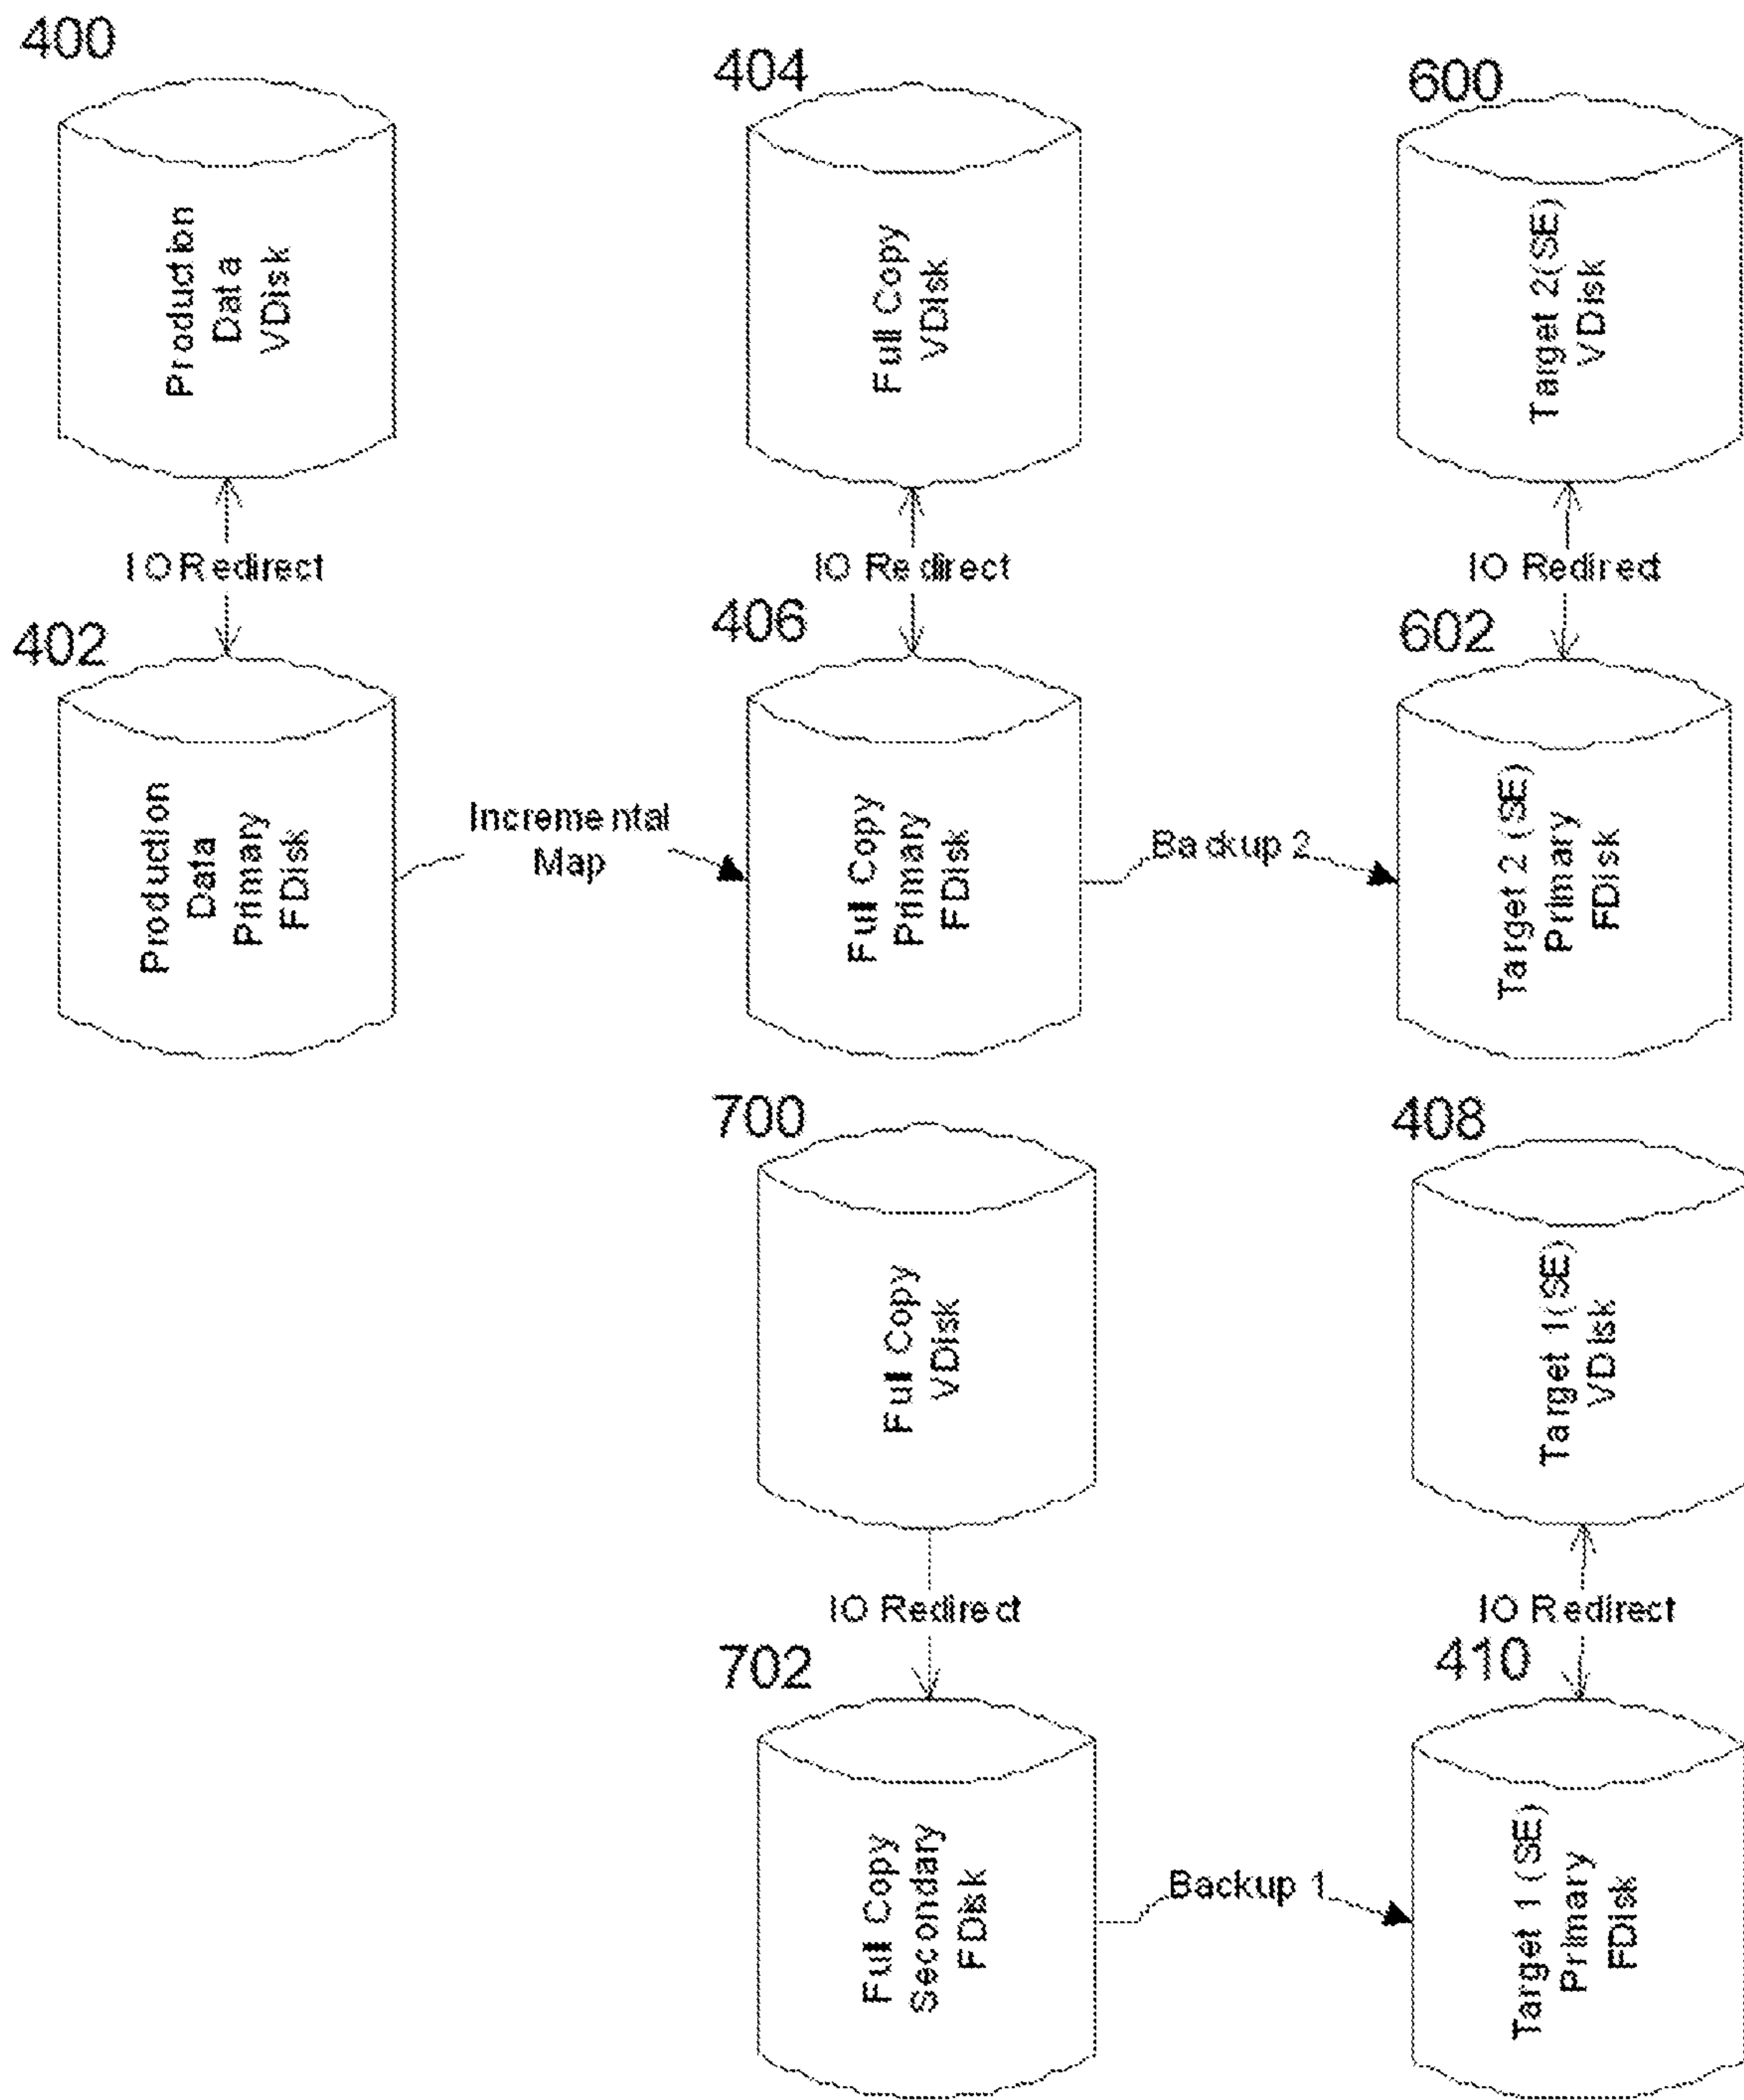 400
404
600
Production
Data
VDisk
Full Copy
VDisk
Target 2(SE)
VDisk
IO Redirect
IO Redirect
IO Redirect
402
406
602
Production
Data
Primary
FDisk
Incremental
Map
Full Copy
Primary
FDisk
Backup 2
Target 2 (SE)
Primary
FDisk
700
408
Full Copy
VDisk
Target 1(SE)
VDisk
IO Redirect
IO Redirect
702
410
Full Copy
Secondary
FDisk
Backup 1
Target 1 (SE)
Primary
FDisk